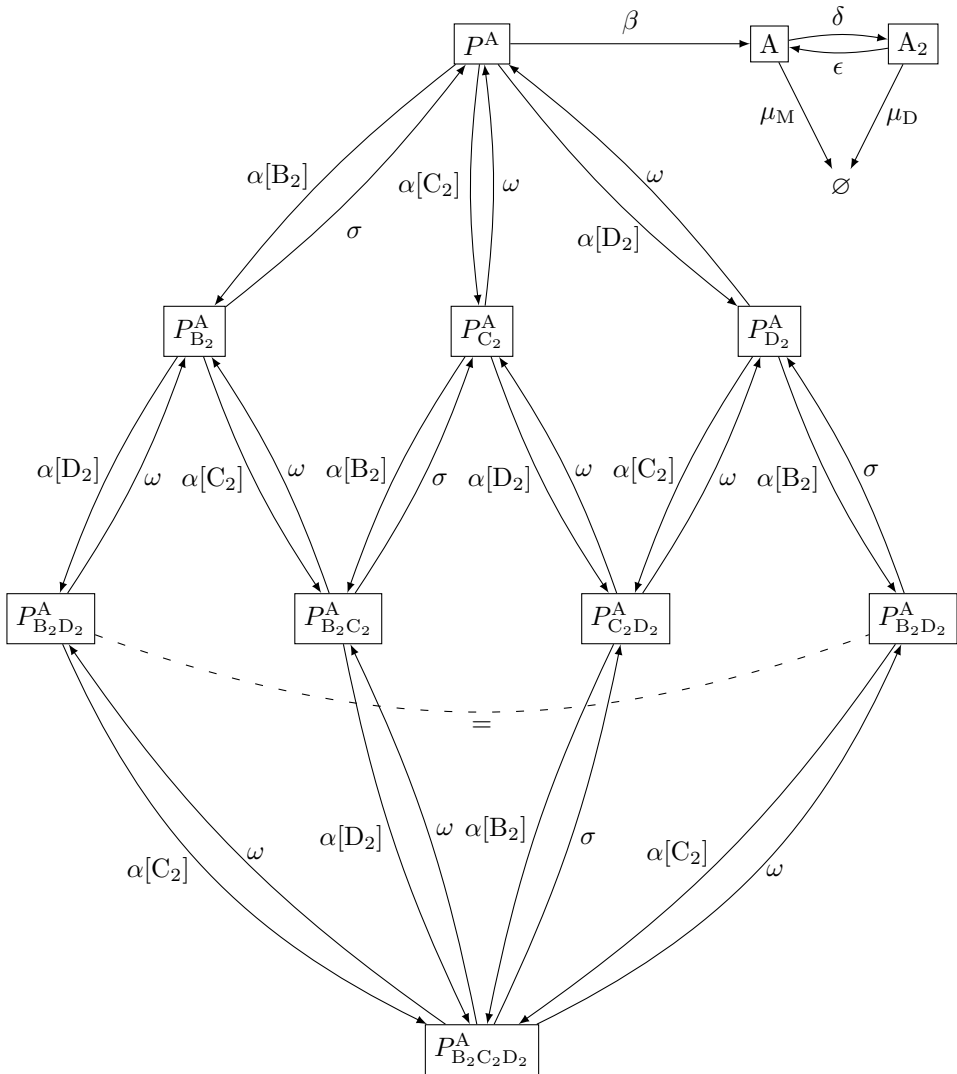 β
δ
P^A A A₂
ϵ
μ_M μ_D
α[B₂] α[C₂] ω ω ∅
σ α[D₂]
P^A_{B₂} P^A_{C₂} P^A_{D₂}
α[D₂] ω α[C₂] ω α[B₂] σ α[D₂] ω α[C₂] ω α[B₂] σ
P^A_{B₂D₂} P^A_{B₂C₂} P^A_{C₂D₂} P^A_{B₂D₂}
=
α[C₂] ω α[D₂] ω α[B₂] σ α[C₂] ω
P^A_{B₂C₂D₂}